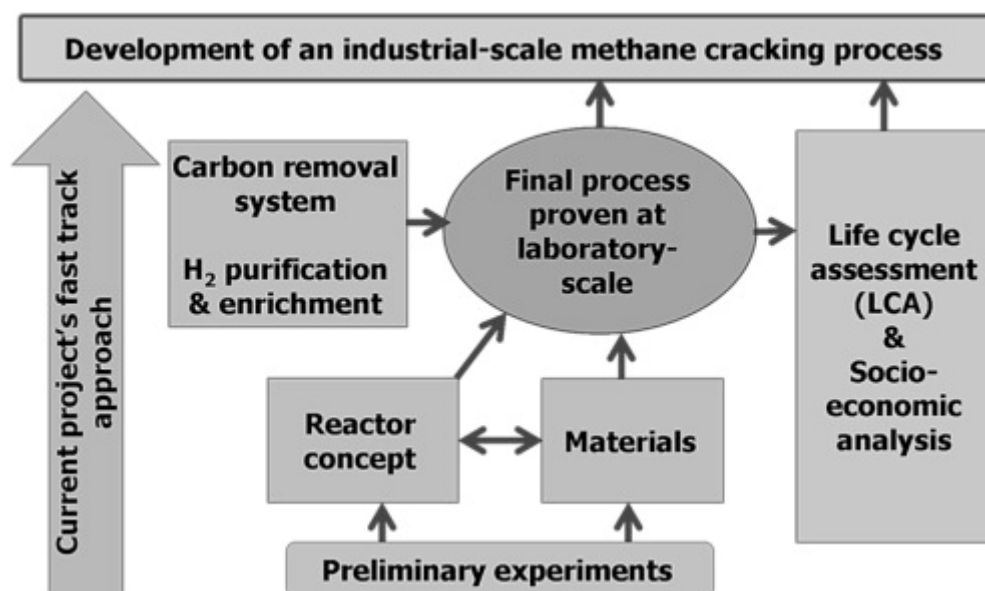 Development of an industrial-scale methane cracking process
Current project's fast track
approach
Carbon removal
system
H₂ purification
& enrichment
Final process
proven at
laboratory-
scale
Life cycle
assessment
(LCA)
&
Socio-
economic
analysis
Reactor
concept
Materials
Preliminary experiments